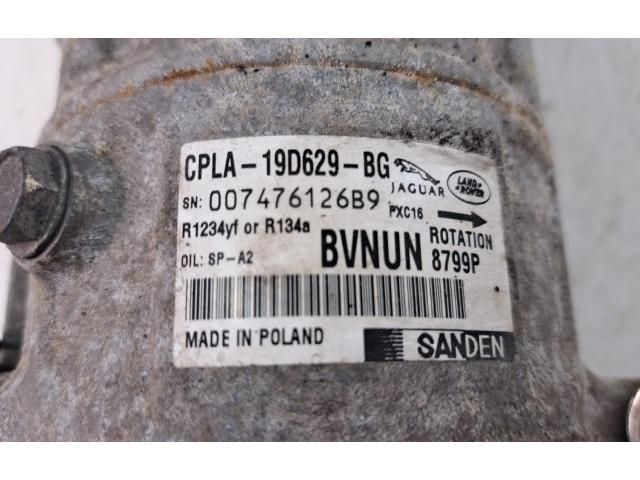 CPLA-19D629-BG
JAGUAR
LAND-
ROVER
SN: 007476126B9
PXC16
R1234yf or R134a
BVNUN
ROTATION
8799P
OIL: SP-A2
MADE IN POLAND
SANDEN